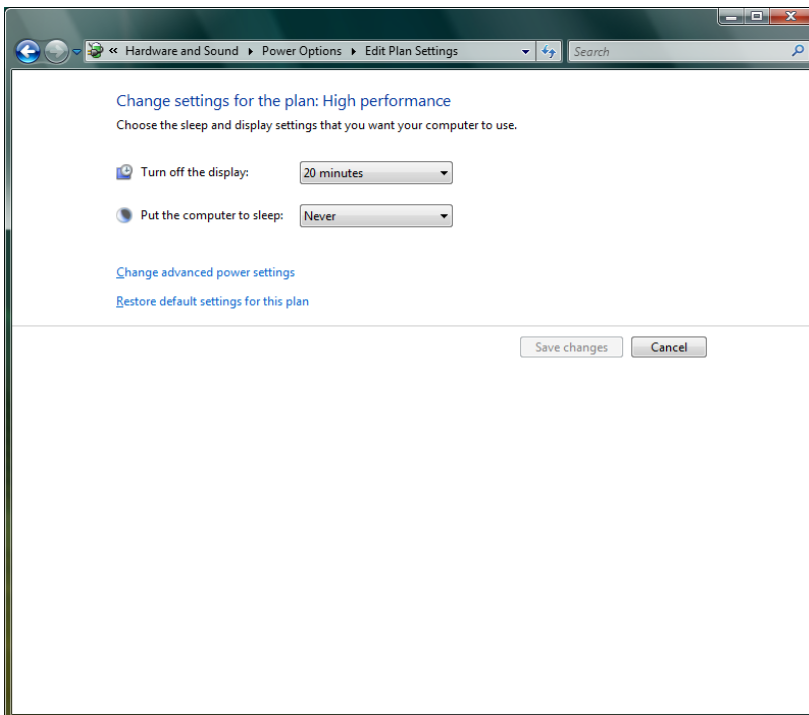 « Hardware and Sound ▸ Power Options ▸ Edit Plan Settings Search
Change settings for the plan: High performance
Choose the sleep and display settings that you want your computer to use.
Turn off the display: 20 minutes
Put the computer to sleep: Never
Change advanced power settings
Restore default settings for this plan
Save changes Cancel